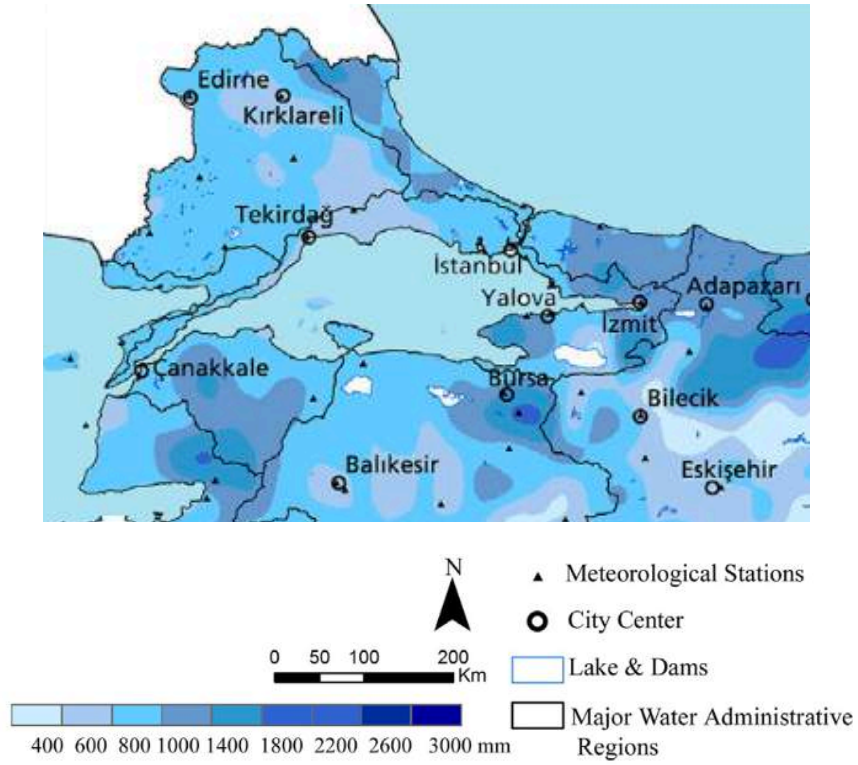 Edirne
Kırklareli
Tekirdağ
İstanbul
Yalova
Adapazarı
İzmit
Çanakkale
Bursa
Bilecik
Balıkesir
Eskişehir
N
Meteorological Stations
City Center
0 50 100 200
Km
Lake & Dams
Major Water Administrative
Regions
400 600 800 1000 1400 1800 2200 2600 3000 mm